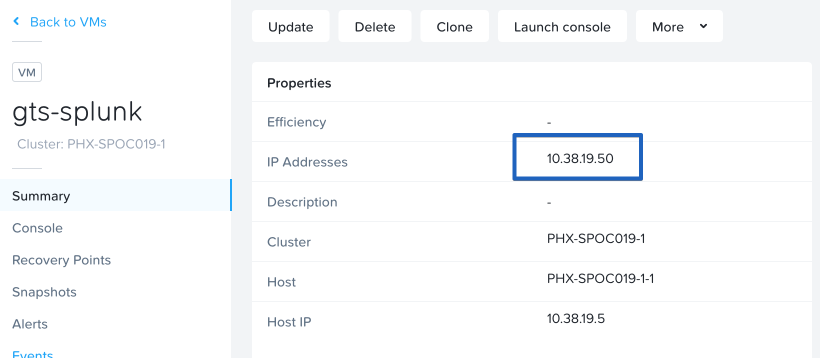 Back to VMs
VM
gts-splunk
Cluster: PHX-SPOC019-1
Summary
Console
Recovery Points
Snapshots
Alerts
Events
Update Delete Clone Launch console More
Properties
Efficiency -
IP Addresses 10.38.19.50
Description -
Cluster PHX-SPOC019-1
Host PHX-SPOC019-1-1
Host IP 10.38.19.5